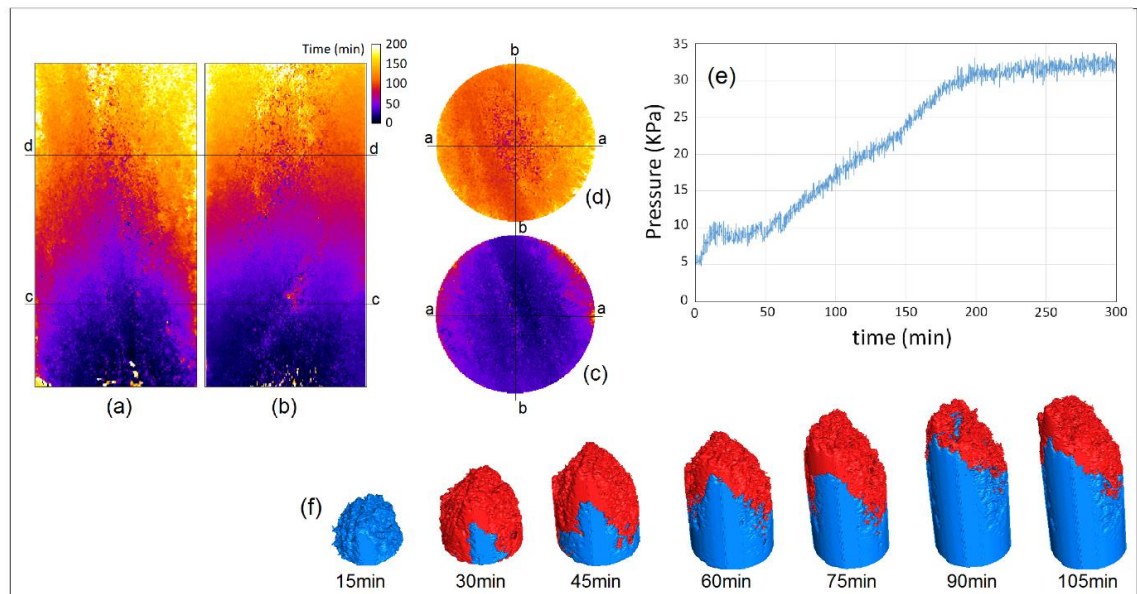 Time (min)
200
150
100
50
0
d
d
c
c
(a)
(b)
b
a
a
(d)
b
a
a
(c)
b
(e)
Pressure (KPa)
35
30
25
20
15
10
5
0
0
50
100
150
200
250
300
time (min)
(f)
15min
30min
45min
60min
75min
90min
105min